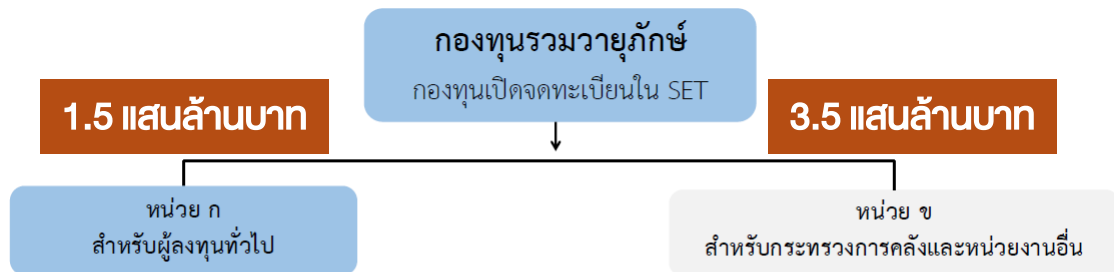 กองทุนรวมวายุภักษ์
กองทุนเปิดจดทะเบียนใน SET
1.5 แสนล้านบาท
3.5 แสนล้านบาท
หน่วย ก
สำหรับผู้ลงทุนทั่วไป
หน่วย ข
สำหรับกระทรวงการคลังและหน่วยงานอื่น